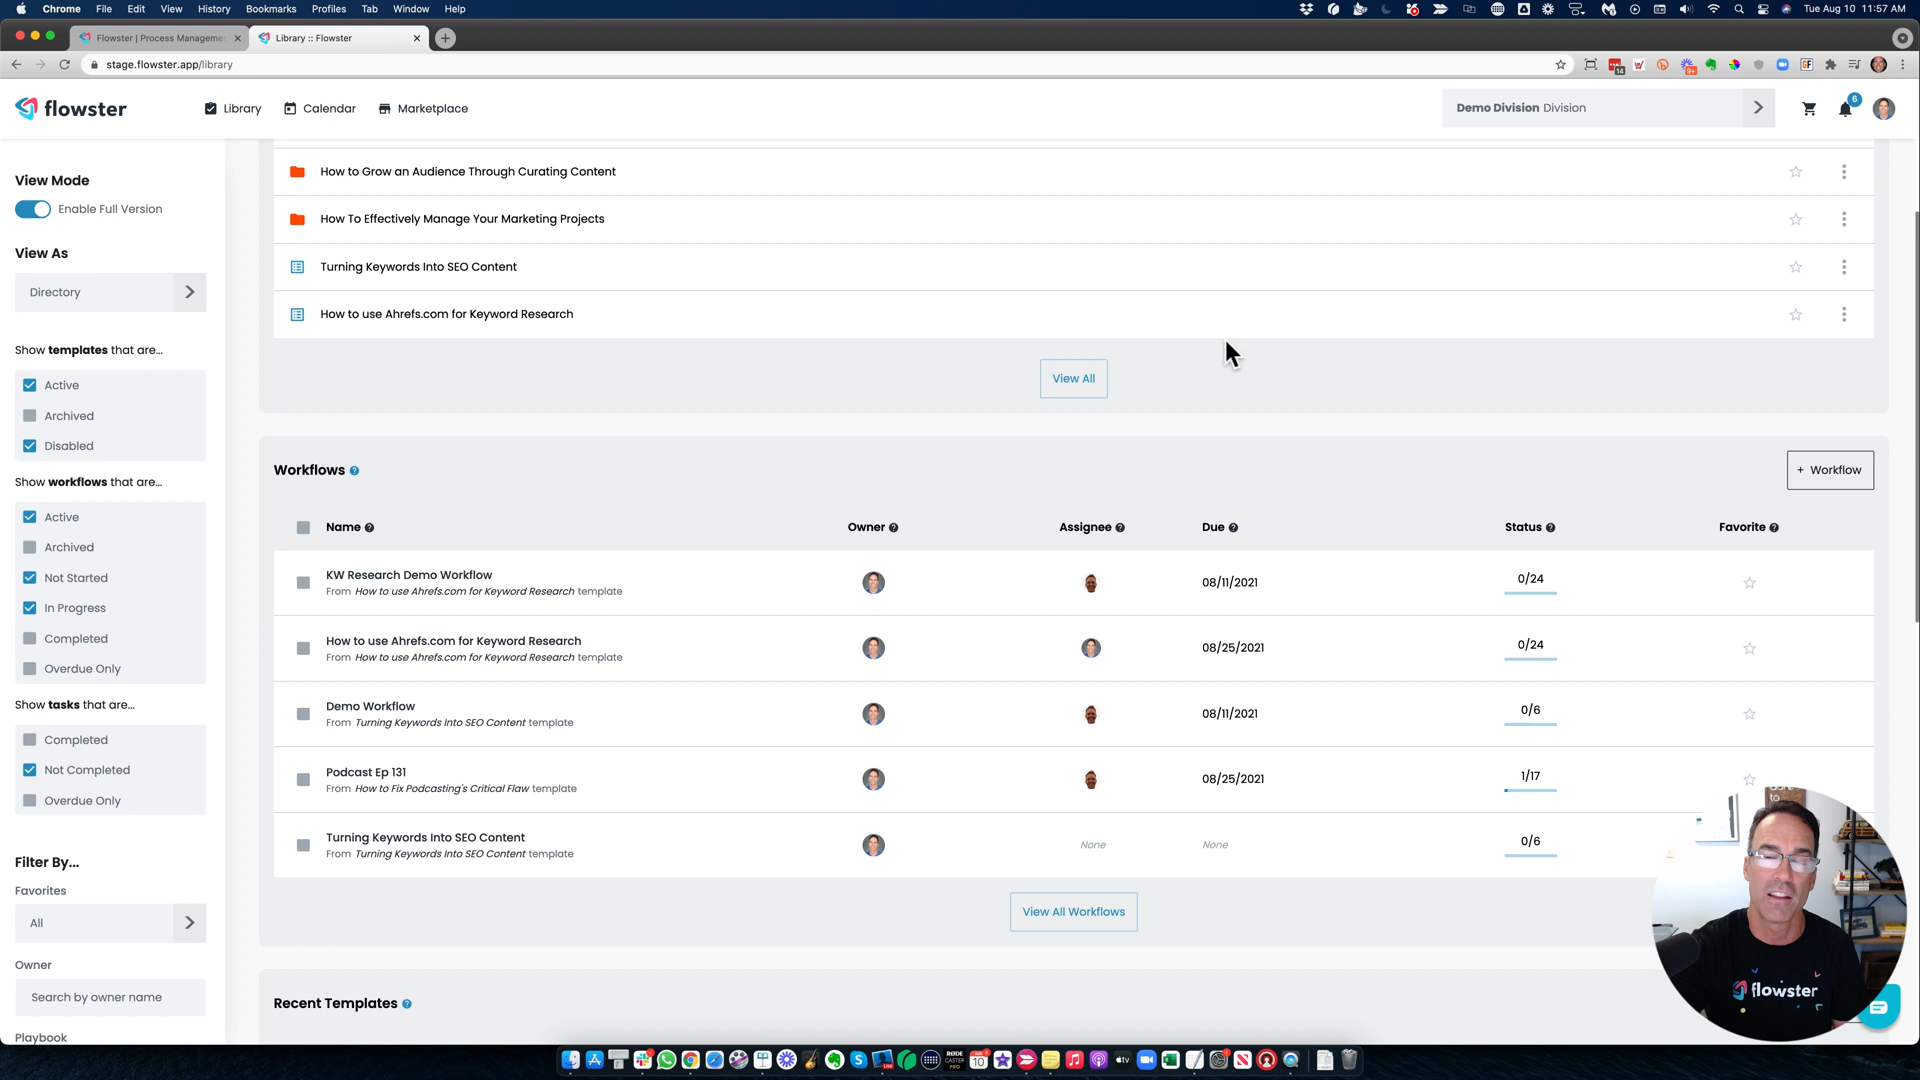 Chrome File Edit View History Bookmarks Profiles Tab Window Help Tue Aug 10 11:57 AM
Flowster | Process Manageme Library :: Flowster
stage.flowster.app/library
14 9+ GF
flowster Library Calendar Marketplace Demo Division Division 6
View Mode
Enable Full Version
View As
Directory
Show templates that are...
Active
Archived
Disabled
Show workflows that are...
Active
Archived
Not Started
In Progress
Completed
Overdue Only
Show tasks that are...
Completed
Not Completed
Overdue Only
Filter By...
Favorites
All
Owner
Search by owner name
Playbook
How to Grow an Audience Through Curating Content
How To Effectively Manage Your Marketing Projects
Turning Keywords Into SEO Content
How to use Ahrefs.com for Keyword Research
View All
Workflows
+ Workflow
Name Owner Assignee Due Status Favorite
KW Research Demo Workflow
From How to use Ahrefs.com for Keyword Research template
08/11/2021 0/24
How to use Ahrefs.com for Keyword Research
From How to use Ahrefs.com for Keyword Research template
08/25/2021 0/24
Demo Workflow
From Turning Keywords Into SEO Content template
08/11/2021 0/6
Podcast Ep 131
From How to Fix Podcasting's Critical Flaw template
08/25/2021 1/17
Turning Keywords Into SEO Content
From Turning Keywords Into SEO Content template
None None 0/6
View All Workflows
Recent Templates
to
flowster
RODE
CASTER
PRO
10
tv